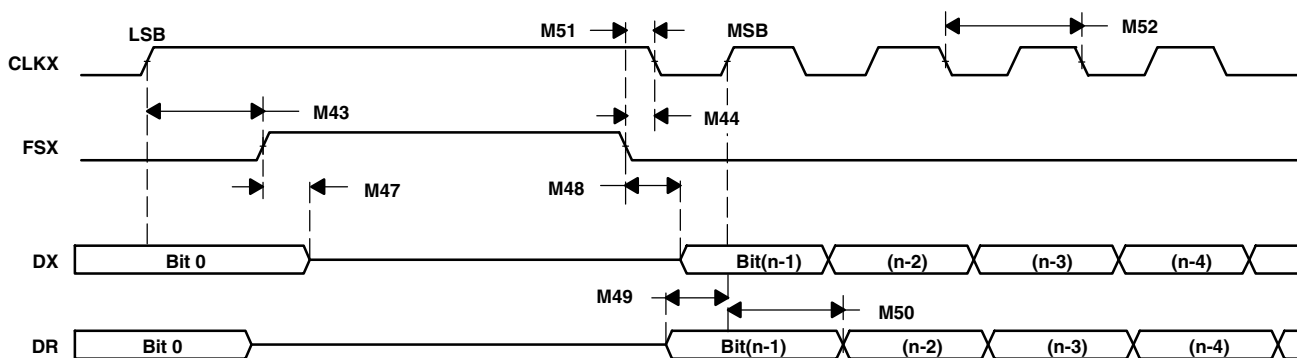 LSB M51 MSB M52
CLKX
M43 M44
FSX
M47 M48
DX Bit 0 Bit(n-1) (n-2) (n-3) (n-4)
M49 M50
DR Bit 0 Bit(n-1) (n-2) (n-3) (n-4)